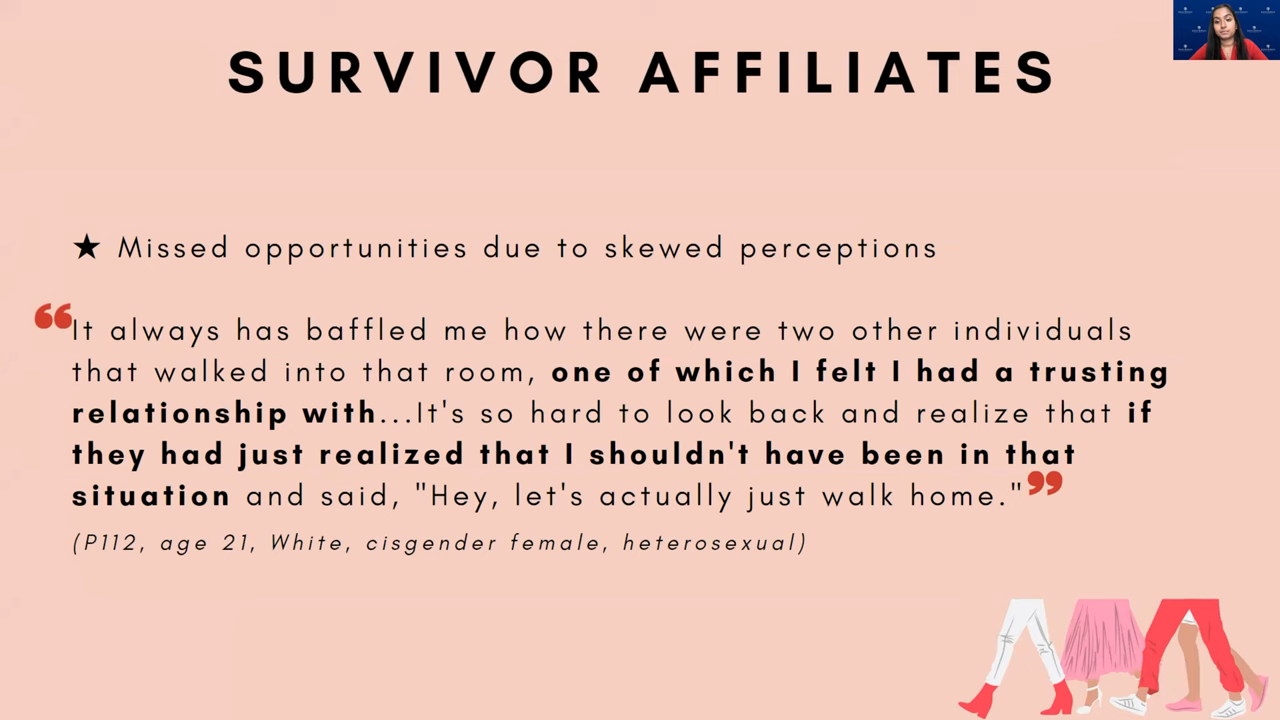 SURVIVOR AFFILIATES
★ Missed opportunities due to skewed perceptions
“It always has baffled me how there were two other individuals
that walked into that room, one of which I felt I had a trusting
relationship with...It's so hard to look back and realize that if
they had just realized that I shouldn't have been in that
situation and said, "Hey, let's actually just walk home."”
(P112, age 21, White, cisgender female, heterosexual)